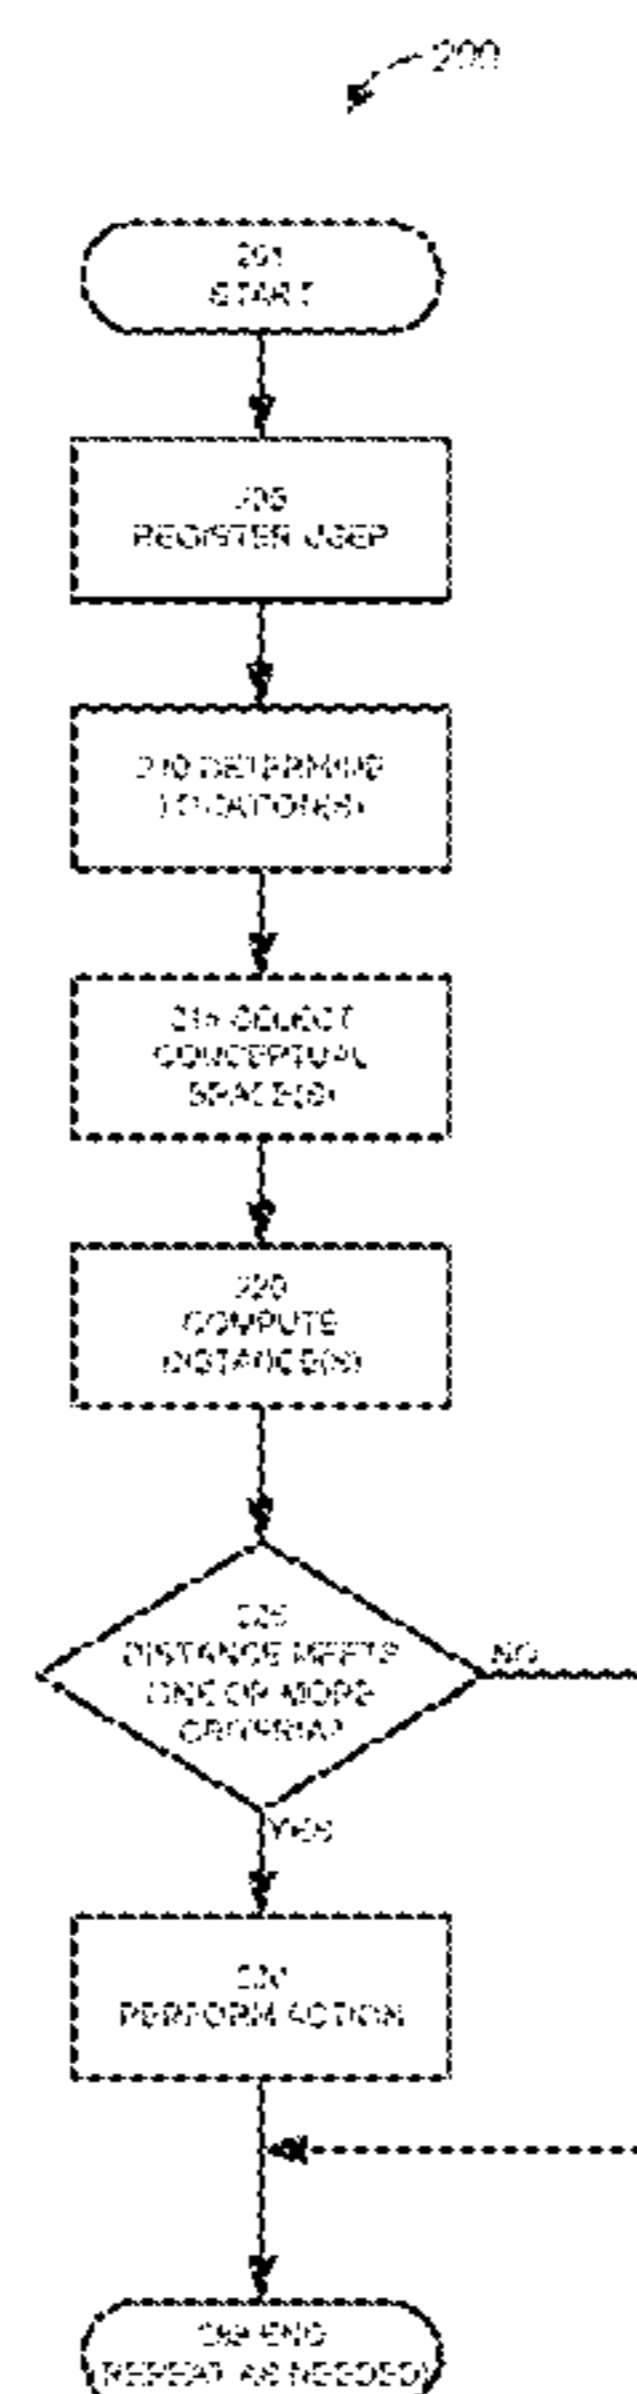 200
201
START
205
REGISTER USER
210 DETERMINE
LOCATION(S)
215 SELECT
CONCEPTUAL
SPACE(S)
220
COMPUTE
DISTANCE(S)
225
DISTANCE MEETS
ONE OR MORE
CRITERIA?
NO
YES
230
PERFORM ACTION
END
(REPEAT AS NEEDED)